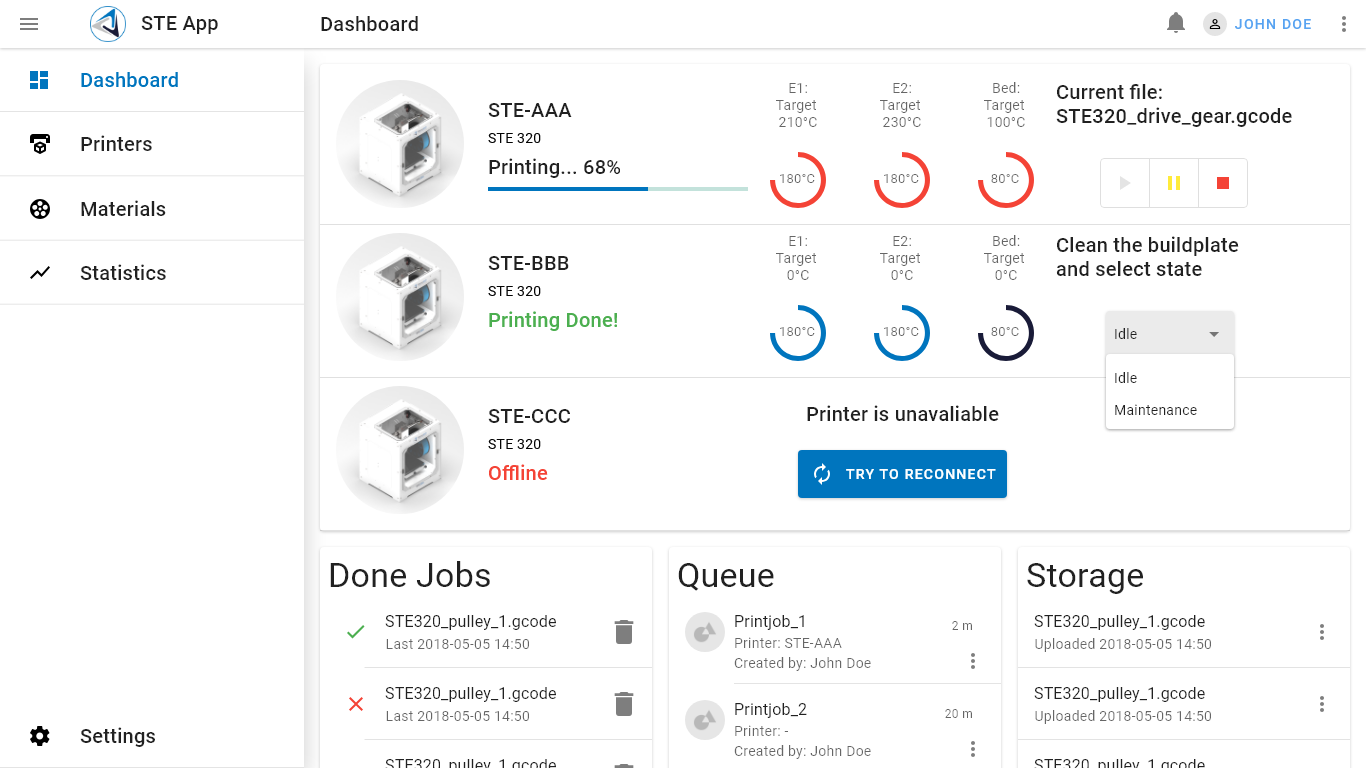 STE App
Dashboard
JOHN DOE
Dashboard
Printers
Materials
Statistics
Settings
STE-AAA
STE 320
Printing... 68%
E1:
Target
210°C
180°C
E2:
Target
230°C
180°C
Bed:
Target
100°C
80°C
Current file:
STE320_drive_gear.gcode
STE-BBB
STE 320
Printing Done!
E1:
Target
0°C
180°C
E2:
Target
0°C
180°C
Bed:
Target
0°C
80°C
Clean the buildplate
and select state
Idle
Idle
Maintenance
STE-CCC
STE 320
Offline
Printer is unavaliable
TRY TO RECONNECT
Done Jobs
STE320_pulley_1.gcode
Last 2018-05-05 14:50
STE320_pulley_1.gcode
Last 2018-05-05 14:50
STE320_pulley_1.gcode
Queue
Printjob_1
2 m
Printer: STE-AAA
Created by: John Doe
Printjob_2
20 m
Printer: -
Created by: John Doe
Storage
STE320_pulley_1.gcode
Uploaded 2018-05-05 14:50
STE320_pulley_1.gcode
Uploaded 2018-05-05 14:50
STE320_pulley_1.gcode